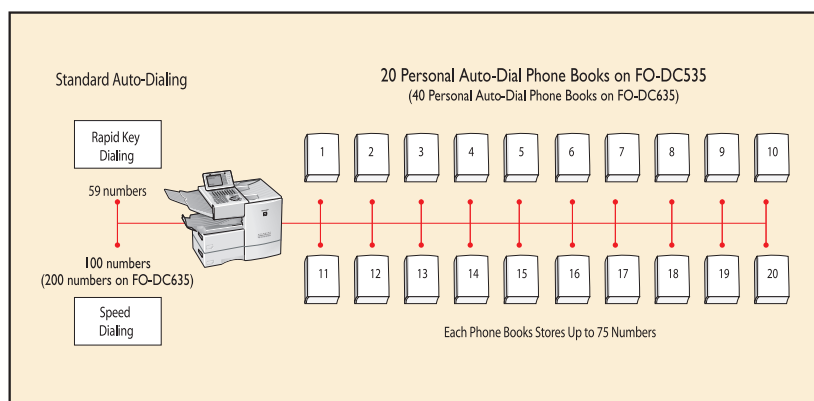 Standard Auto-Dialing
20 Personal Auto-Dial Phone Books on FO-DC535
(40 Personal Auto-Dial Phone Books on FO-DC635)
Rapid Key
Dialing
59 numbers
100 numbers
(200 numbers on FO-DC635)
Speed
Dialing
1 2 3 4 5 6 7 8 9 10
11 12 13 14 15 16 17 18 19 20
Each Phone Books Stores Up to 75 Numbers